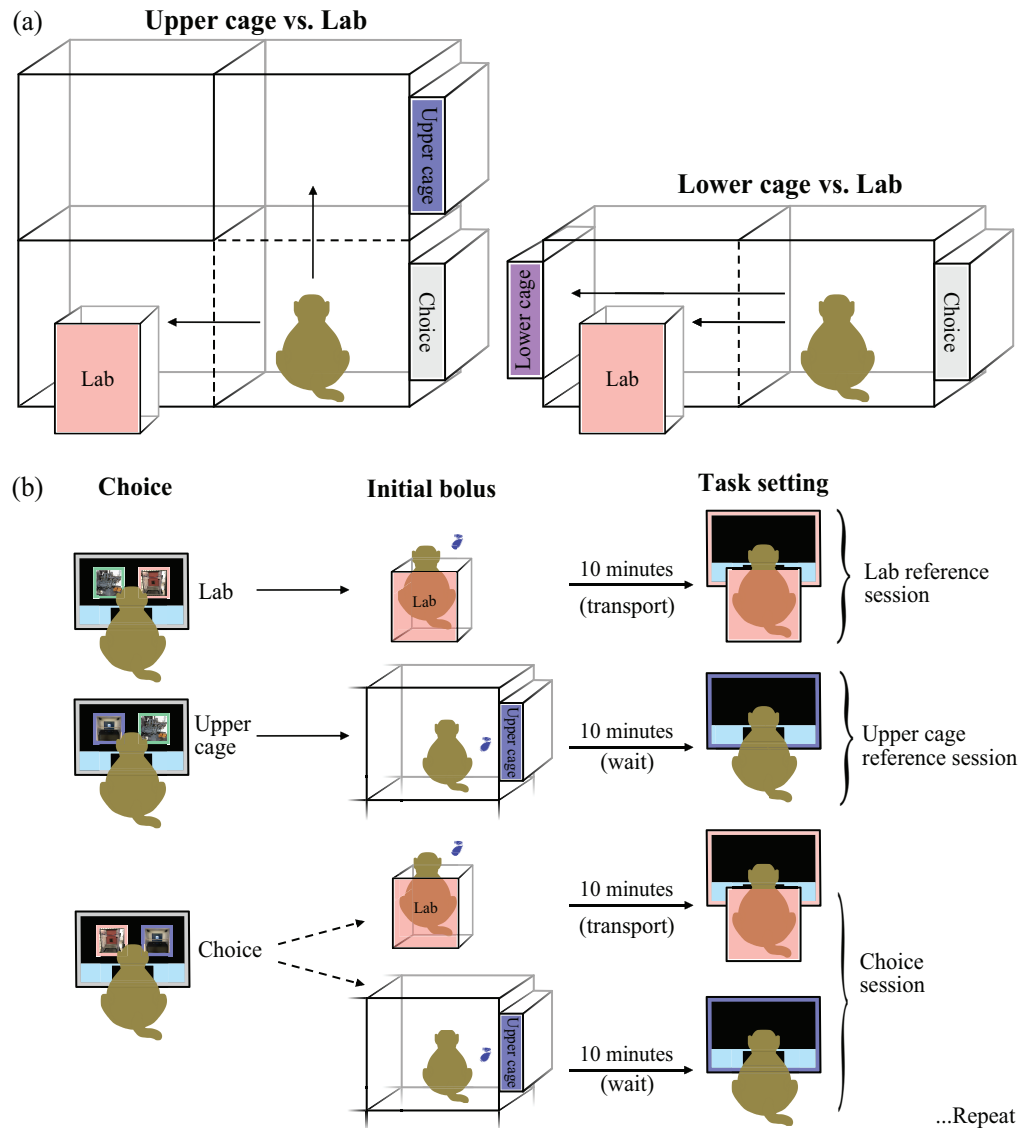 (a)
Upper cage vs. Lab
Upper cage
Choice
Lab
Lower cage vs. Lab
Lower cage
Choice
Lab
(b)
Choice
Initial bolus
Task setting
Lab
Lab
10 minutes
(transport)
Lab reference
session
Upper
cage
Upper cage
10 minutes
(wait)
Upper cage
reference session
Choice
Lab
10 minutes
(transport)
Upper cage
10 minutes
(wait)
Choice
session
...Repeat